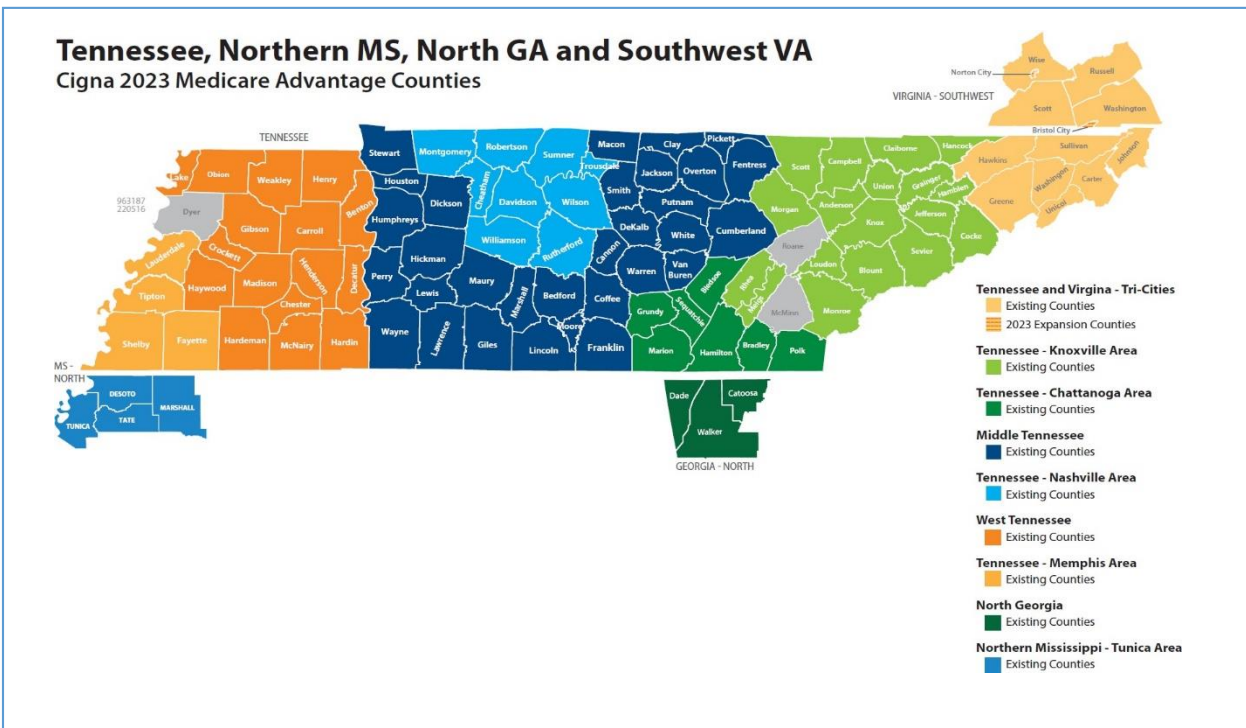 Tennessee, Northern MS, North GA and Southwest VA
Cigna 2023 Medicare Advantage Counties
Wise
Norton City
Russell
VIRGINIA - SOUTHWEST
Scott
Washington
Bristol City
TENNESSEE
Lake
Obion
Weakley
Henry
963187
220516
Dyer
Benton
Gibson
Carroll
Lauderdale
Crockett
Haywood
Madison
Henderson
Decatur
Tipton
Chester
Shelby
Fayette
Hardeman
McNairy
Hardin
Stewart
Houston
Humphreys
Dickson
Hickman
Perry
Lewis
Maury
Wayne
Lawrence
Giles
Marshall
Bedford
Moore
Lincoln
Coffee
Franklin
Montgomery
Robertson
Sumner
Trousdale
Cheatham
Davidson
Wilson
Williamson
Rutherford
Macon
Clay
Pickett
Smith
Jackson
Overton
Fentress
Putnam
DeKalb
White
Cumberland
Cannon
Warren
Van
Buren
Bledsoe
Grundy
Sequatchie
Marion
Hamilton
Bradley
Polk
Scott
Campbell
Claiborne
Hancock
Morgan
Anderson
Union
Grainger
Hamblen
Knox
Jefferson
Cocke
Roane
Loudon
Blount
Sevier
Rhea
Meigs
McMinn
Monroe
Hawkins
Sullivan
Johnson
Washington
Carter
Greene
Unicoi
MS -
NORTH
DESOTO
MARSHALL
TUNICA
TATE
Dade
Catoosa
Walker
GEORGIA - NORTH
Tennessee and Virgina - Tri-Cities
Existing Counties
2023 Expansion Counties
Tennessee - Knoxville Area
Existing Counties
Tennessee - Chattanoga Area
Existing Counties
Middle Tennessee
Existing Counties
Tennessee - Nashville Area
Existing Counties
West Tennessee
Existing Counties
Tennessee - Memphis Area
Existing Counties
North Georgia
Existing Counties
Northern Mississippi - Tunica Area
Existing Counties